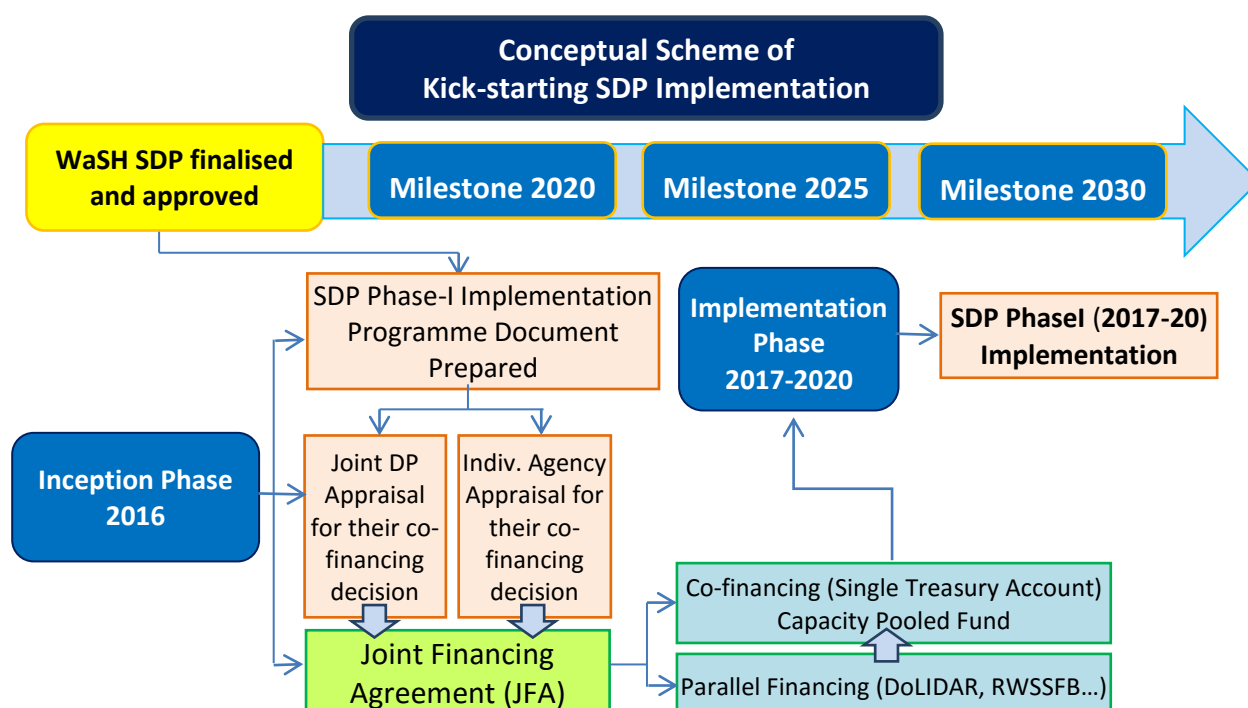 Conceptual Scheme of
Kick-starting SDP Implementation
WaSH SDP finalised
and approved
Milestone 2020
Milestone 2025
Milestone 2030
SDP Phase-I Implementation
Programme Document
Prepared
Implementation
Phase
2017-2020
SDP PhaseI (2017-20)
Implementation
Inception Phase
2016
Joint DP
Appraisal
for their co-
financing
decision
Indiv. Agency
Appraisal for
their co-
financing
decision
Joint Financing
Agreement (JFA)
Co-financing (Single Treasury Account)
Capacity Pooled Fund
Parallel Financing (DoLIDAR, RWSSFB...)